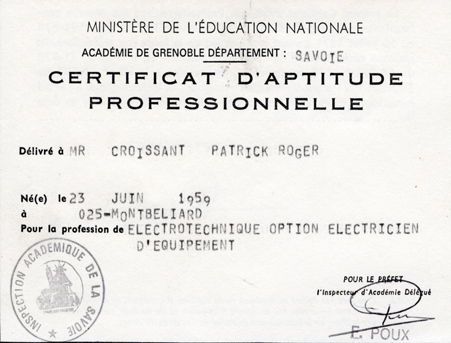 MINISTÈRE DE L'ÉDUCATION NATIONALE
ACADÉMIE DE GRENOBLE DÉPARTEMENT : SAVOIE
CERTIFICAT D'APTITUDE
PROFESSIONNELLE
Délivré à MR CROISSANT PATRICK ROGER
Né(e) le 23 JUIN 1959
à 025-MONTBELIARD
Pour la profession de ELECTROTECHNIQUE OPTION ELECTRICIEN
D'EQUIPEMENT
INSPECTION ACADEMIQUE DE LA SAVOIE
POUR LE PRÉFET
l'Inspecteur d'Académie Délégué
E. POUX